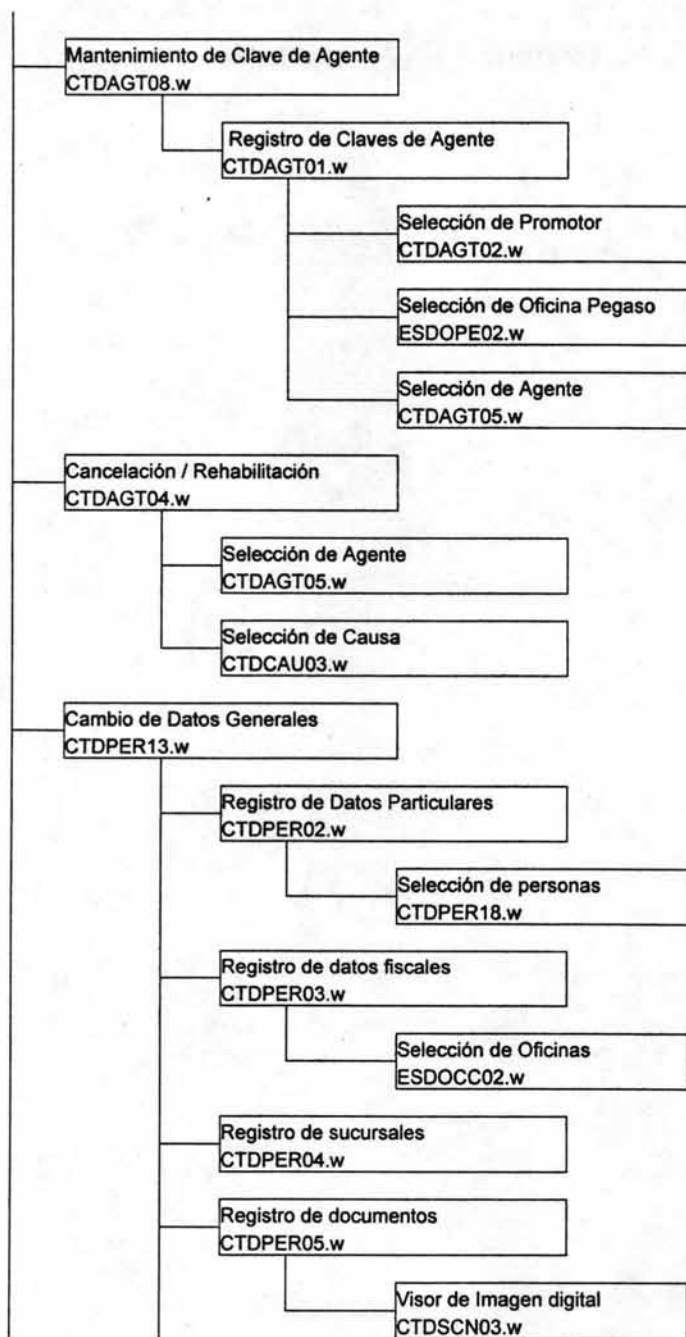 Mantenimiento de Clave de Agente
CTDAGT08.w
Registro de Claves de Agente
CTDAGT01.w
Selección de Promotor
CTDAGT02.w
Selección de Oficina Pegaso
ESDOPE02.w
Selección de Agente
CTDAGT05.w
Cancelación / Rehabilitación
CTDAGT04.w
Selección de Agente
CTDAGT05.w
Selección de Causa
CTDCAU03.w
Cambio de Datos Generales
CTDPER13.w
Registro de Datos Particulares
CTDPER02.w
Selección de personas
CTDPER18.w
Registro de datos fiscales
CTDPER03.w
Selección de Oficinas
ESDOCC02.w
Registro de sucursales
CTDPER04.w
Registro de documentos
CTDPER05.w
Visor de Imagen digital
CTDSCN03.w